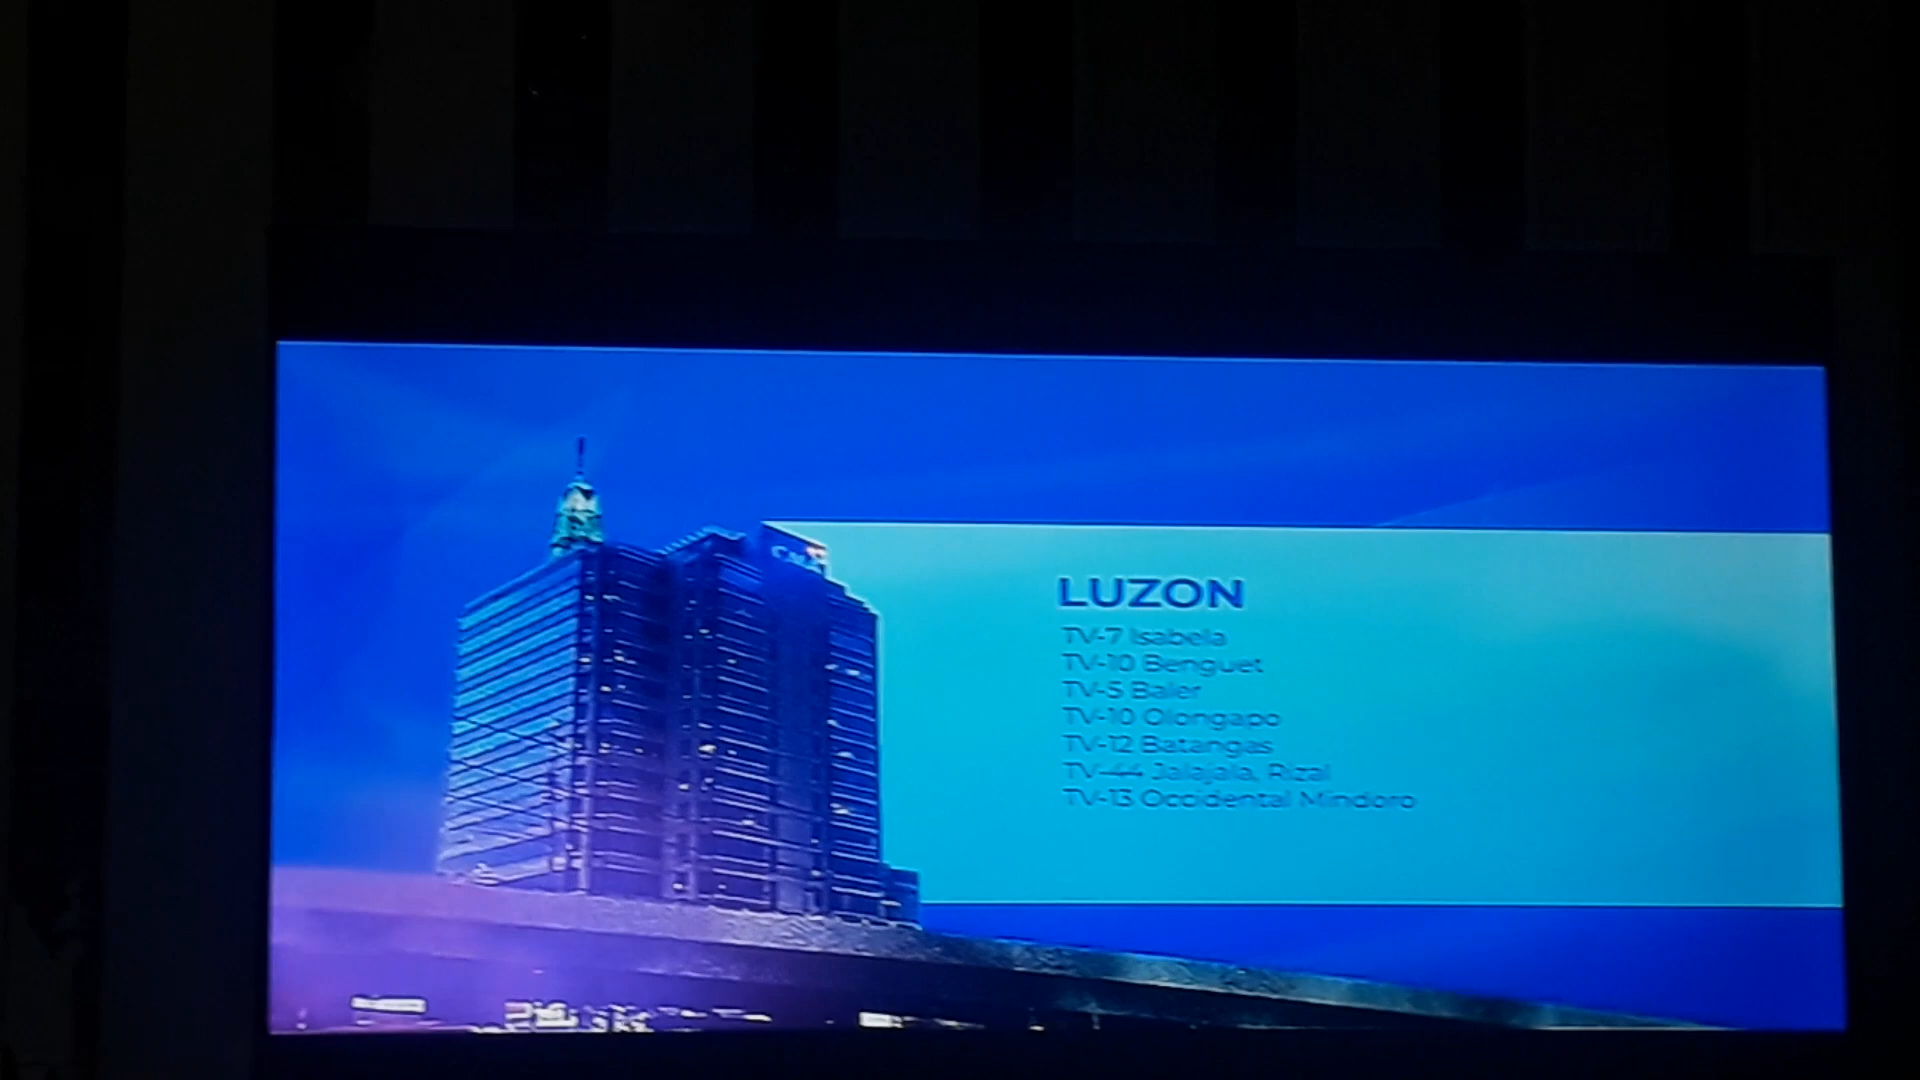 LUZON
TV-7 Isabela
TV-10 Benguet
TV-5 Baler
TV-10 Olongapo
TV-12 Batangas
TV-44 Jalajala, Rizal
TV-13 Occidental Mindoro